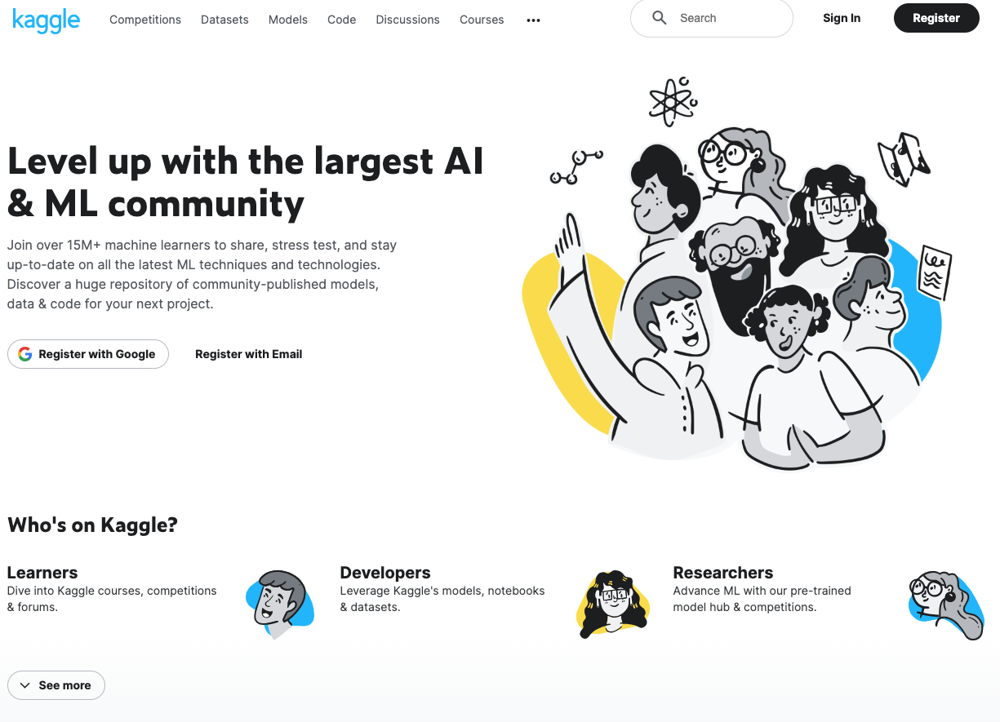 kaggle
Competitions
Datasets
Models
Code
Discussions
Courses
Search
Sign In
Register
Level up with the largest AI
& ML community
Join over 15M+ machine learners to share, stress test, and stay
up-to-date on all the latest ML techniques and technologies.
Discover a huge repository of community-published models,
data & code for your next project.
Register with Google
Register with Email
Who's on Kaggle?
Learners
Dive into Kaggle courses, competitions
& forums.
Developers
Leverage Kaggle's models, notebooks
& datasets.
Researchers
Advance ML with our pre-trained
model hub & competitions.
See more